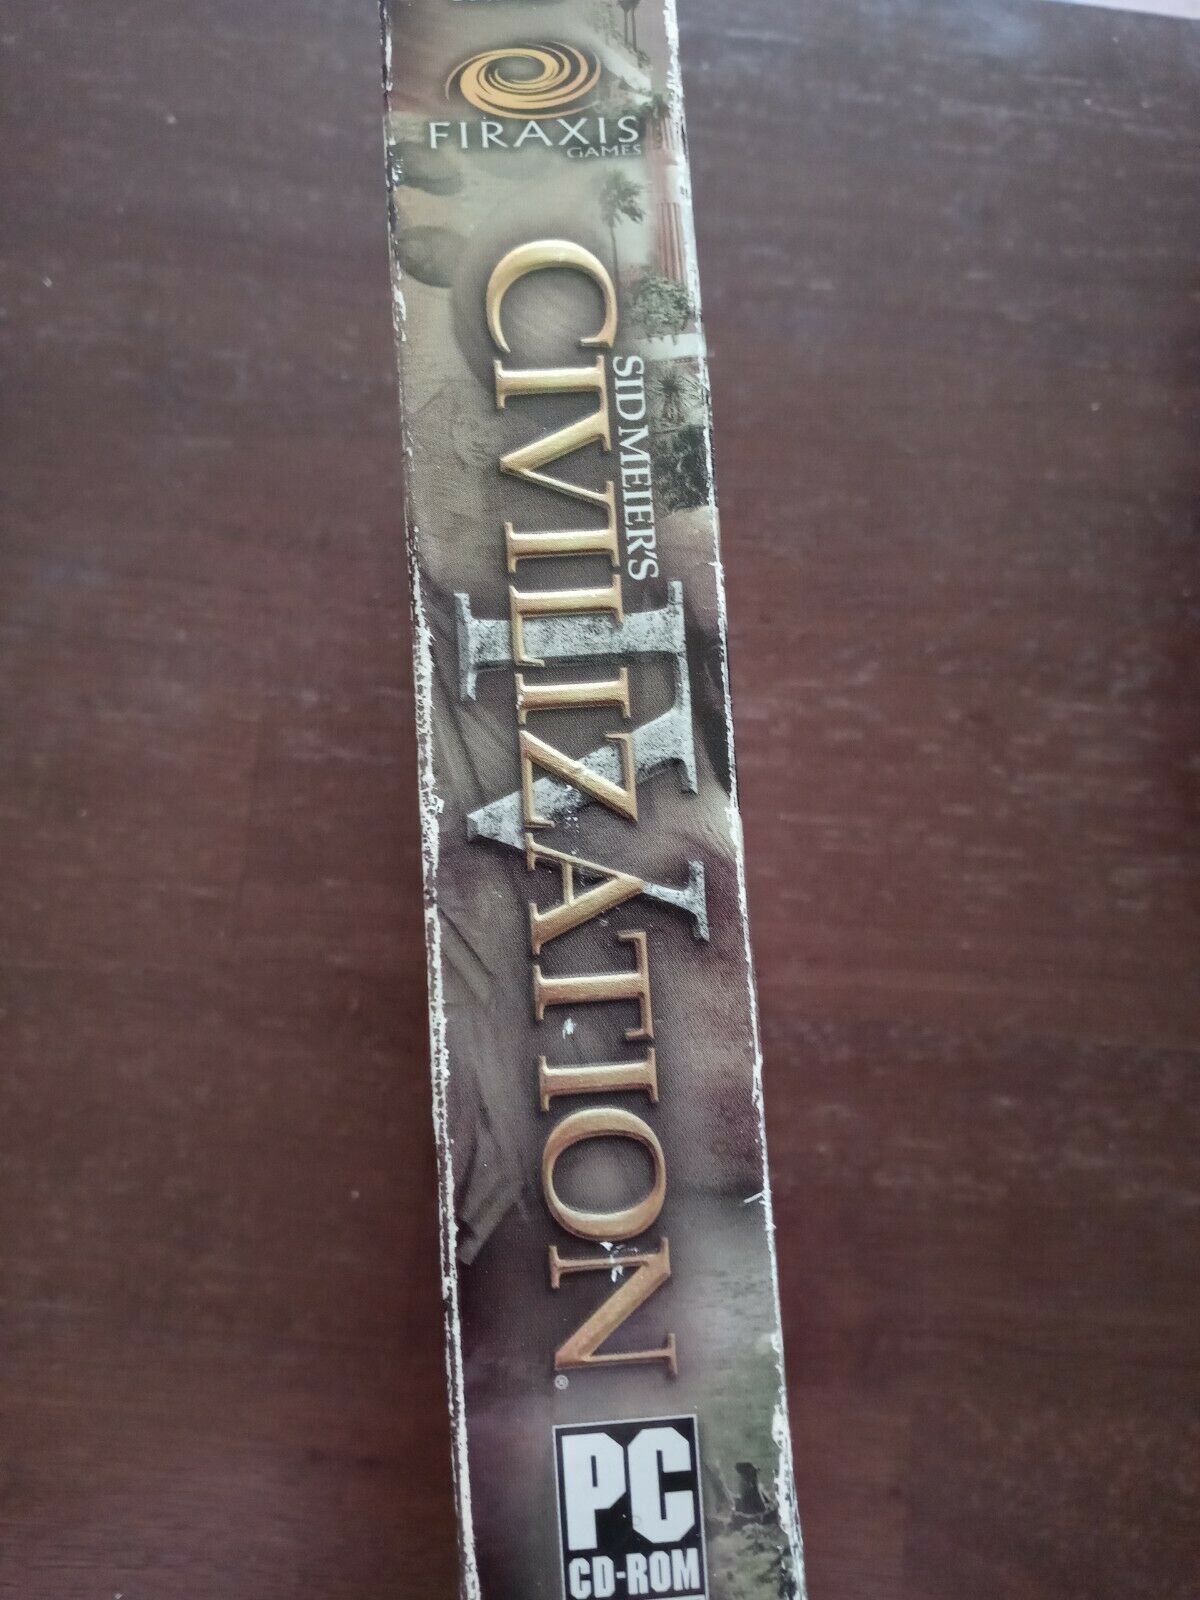 FIRAXIS
GAMES
SID MEIER'S
CIVILIZATION®
IV
PC
CD-ROM